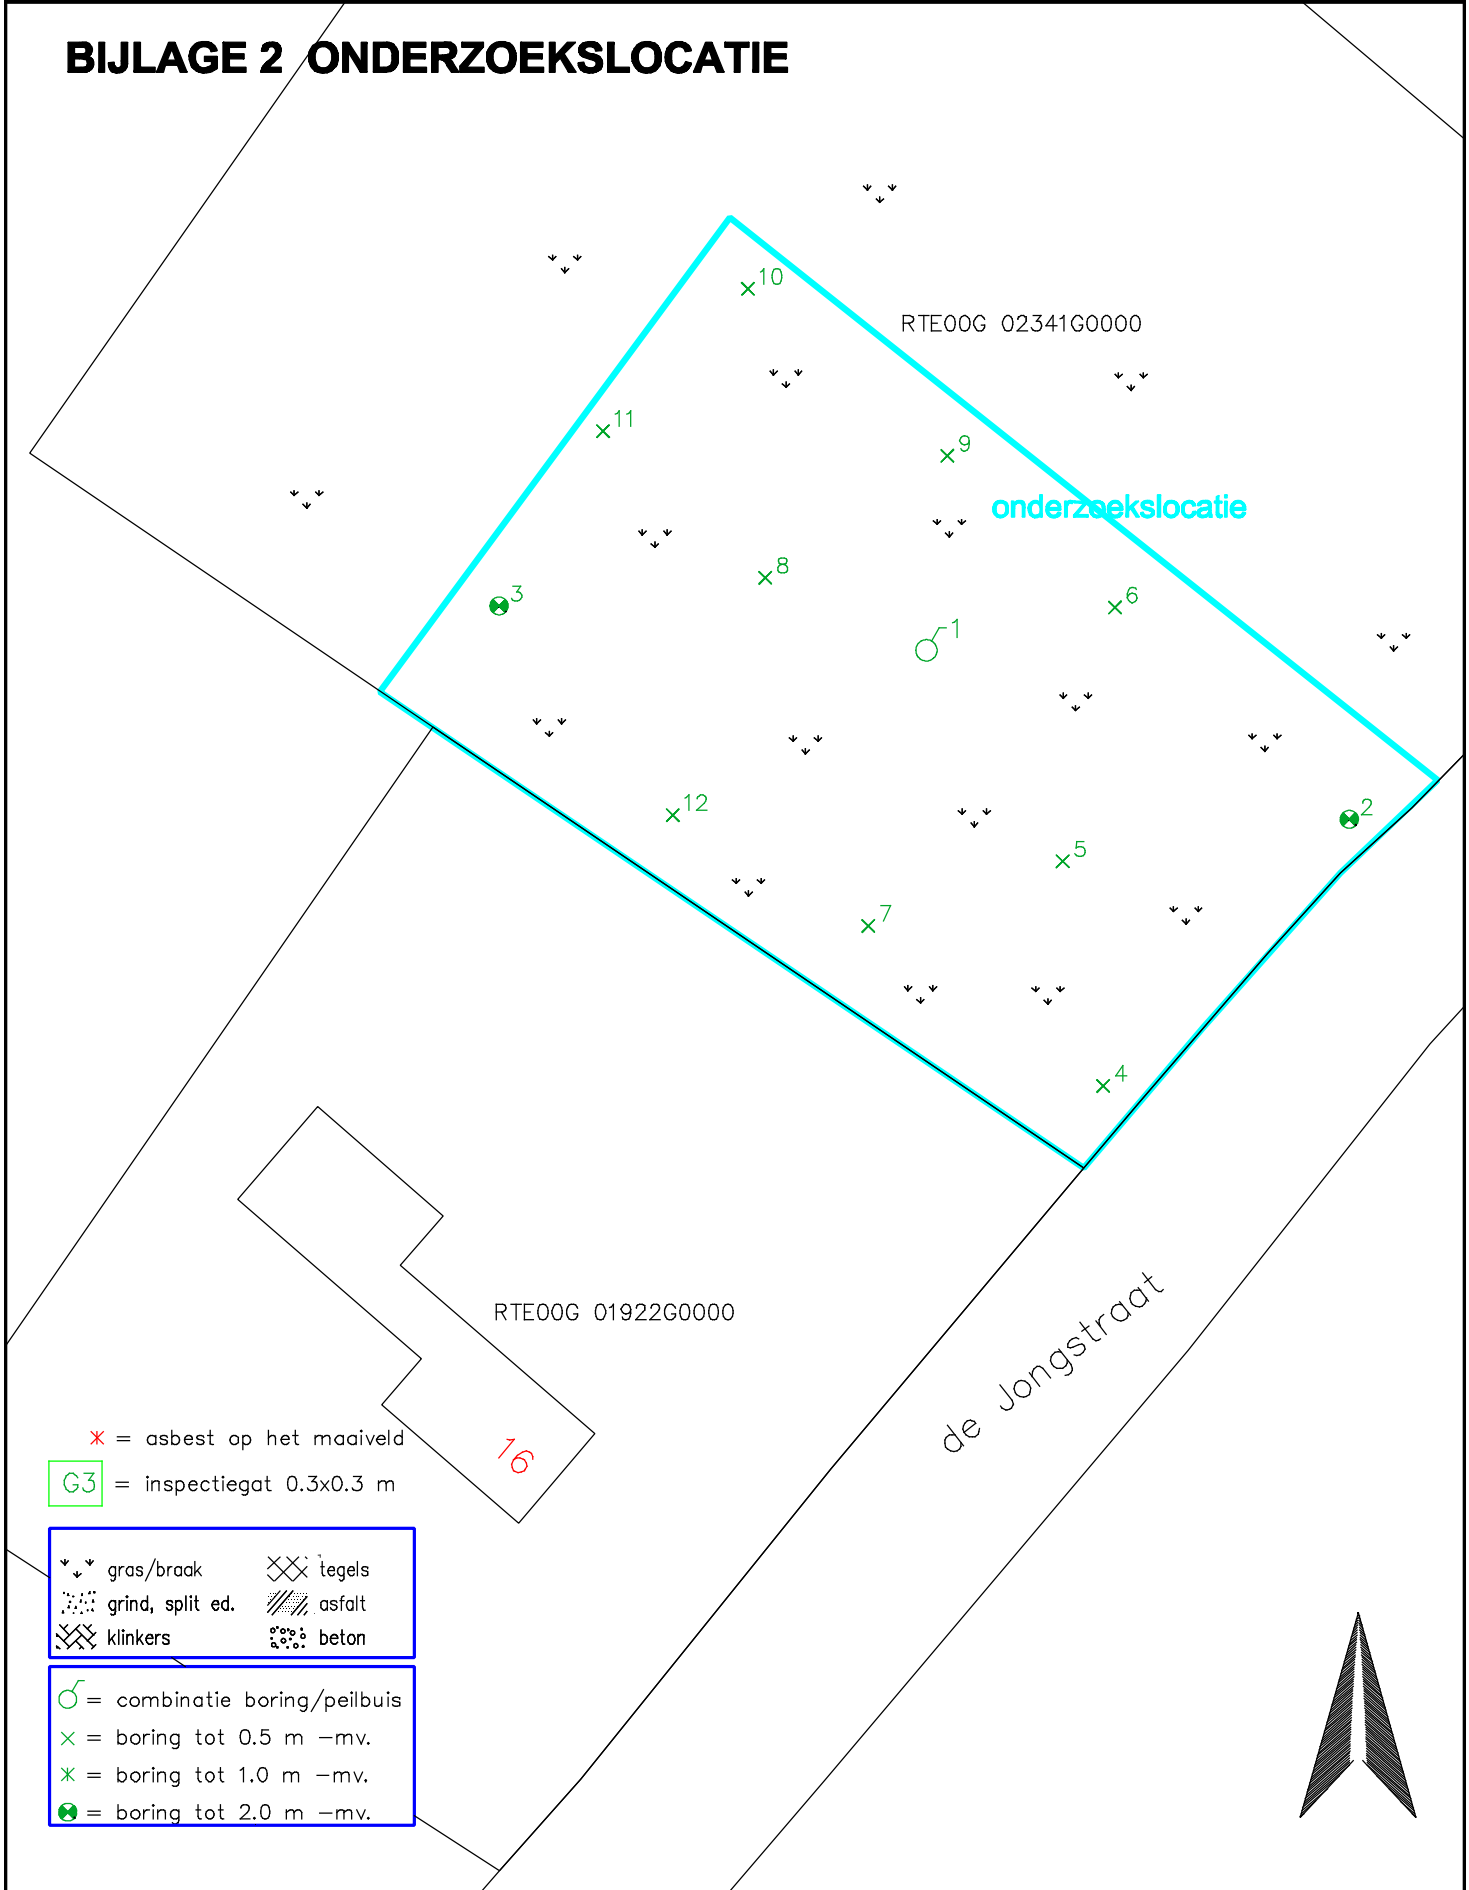 BIJLAGE 2 ONDERZOEKSLOCATIE
10
RTE00G 02341G0000
11
9
onderzoekslocatie
8
3
6
1
12
2
5
7
4
RTE00G 01922G0000
de Jongstraat
16
= asbest op het maaiveld
G3 = inspectiegat 0.3x0.3 m
gras/braak
tegels
grind, split ed.
asfalt
klinkers
beton
= combinatie boring/peilbuis
= boring tot 0.5 m -mv.
= boring tot 1.0 m -mv.
= boring tot 2.0 m -mv.